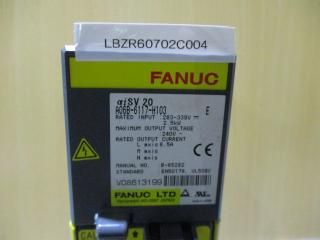 LBZR60702C004
FANUC
αiSV 20
A06B-6117-H103 E
RATED INPUT 283-339V
2.5kW
MAXIMUM OUTPUT VOLTAGE
240V
RATED OUTPUT CURRENT
L axis 6.5A
M axis
N axis
MANUAL NO. B-65282
STANDARD EN50178, UL508C
V08613199
FANUC LTD